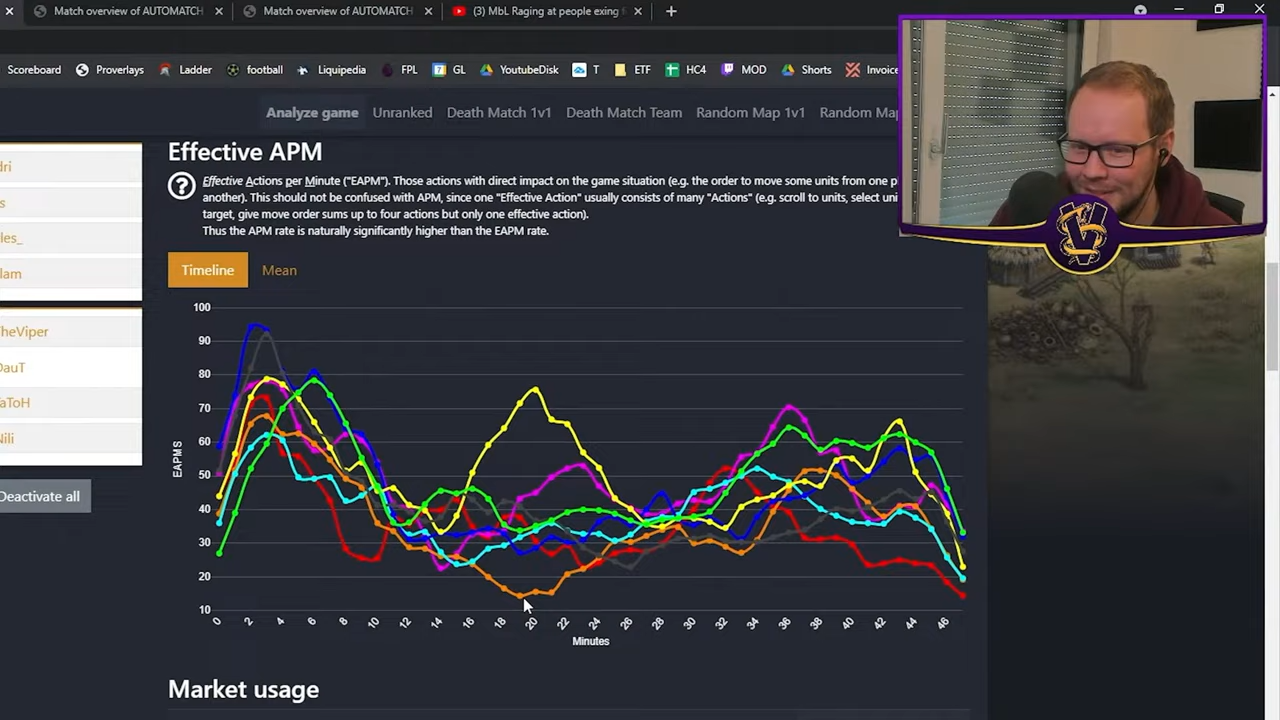 Match overview of AUTOMATCH
Match overview of AUTOMATCH
(3) MbL Raging at people exing
Scoreboard
Proverlays
Ladder
football
Liquipedia
FPL
GL
YoutubeDisk
T
ETF
HC4
MOD
Shorts
Invoice
Analyze game
Unranked
Death Match 1v1
Death Match Team
Random Map 1v1
Random Map
dri
s
les_
lam
TheViper
DauT
TaToH
Nili
Deactivate all
Effective APM
Effective Actions per Minute ("EAPM"). Those actions with direct impact on the game situation (e.g. the order to move some units from one p
another). This should not be confused with APM, since one "Effective Action" usually consists of many "Actions" (e.g. scroll to units, select uni
target, give move order sums up to four actions but only one effective action).
Thus the APM rate is naturally significantly higher than the EAPM rate.
Timeline
Mean
100
90
80
70
60
50
40
30
20
10
EAPMS
0 2 4 6 8 10 12 14 16 18 20 22 24 26 28 30 32 34 36 38 40 42 44 46
Minutes
Market usage